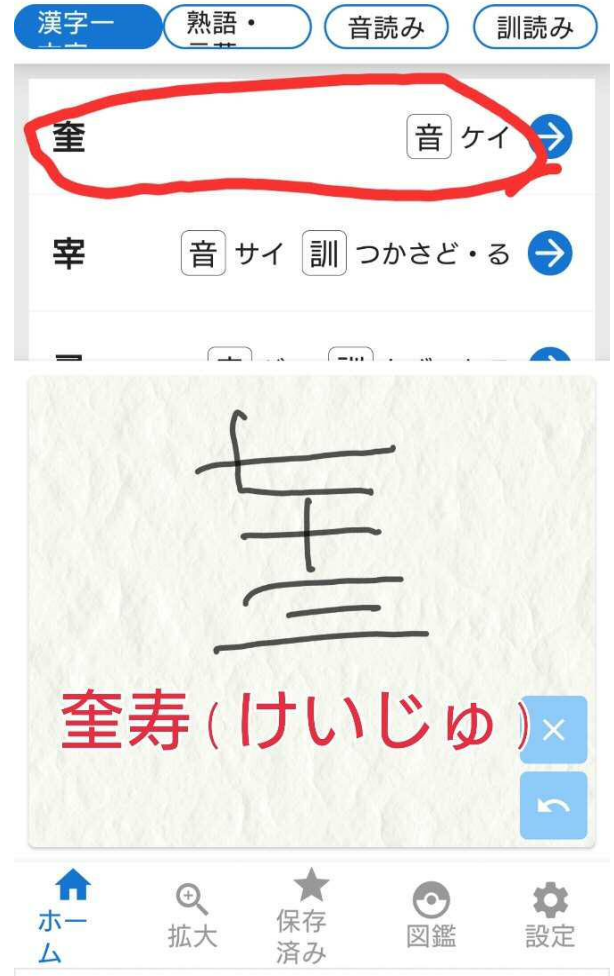 漢字一
熟語・
音読み
訓読み
奎 音 ケイ
宰 音 サイ 訓 つかさど・る
奎寿(けいじゅ)
ホーム
拡大
保存済み
図鑑
設定